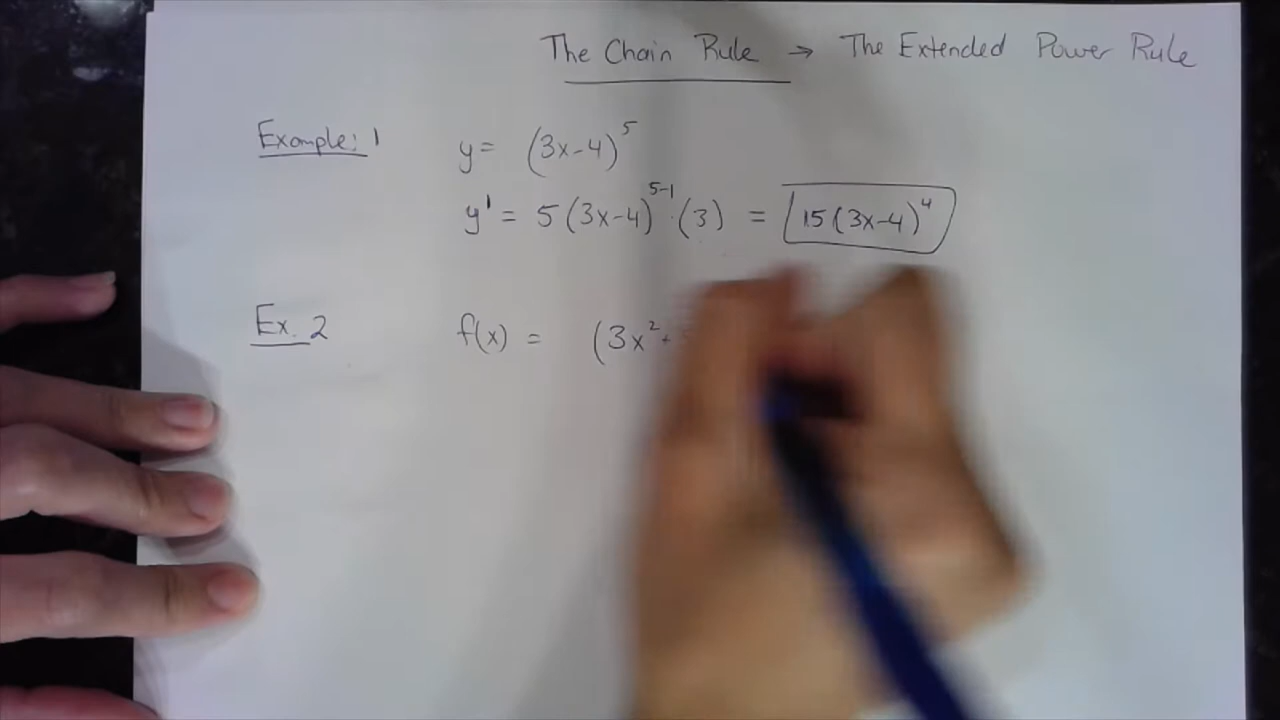 The Chain Rule → The Extended Power Rule
Example: 1 y = (3x-4)^5
y' = 5(3x-4)^{5-1} · (3) = 15(3x-4)^4
Ex. 2 f(x) = (3x^2 +